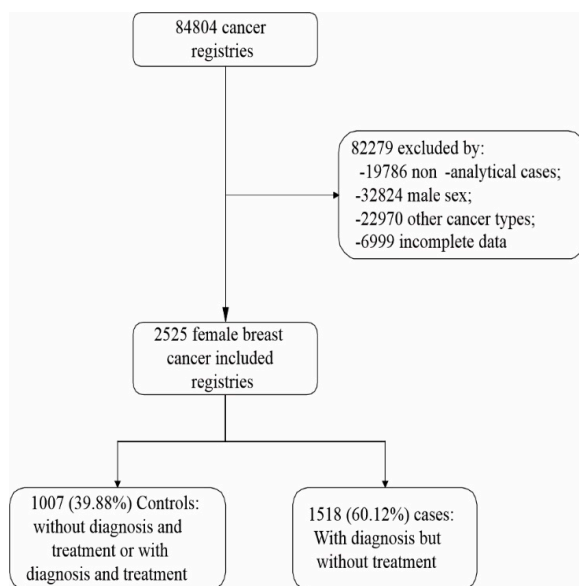 84804 cancer
registries
82279 excluded by:
-19786 non -analytical cases;
-32824 male sex;
-22970 other cancer types;
-6999 incomplete data
2525 female breast
cancer included
registries
1007 (39.88%) Controls:
without diagnosis and
treatment or with
diagnosis and treatment
1518 (60.12%) cases:
With diagnosis but
without treatment